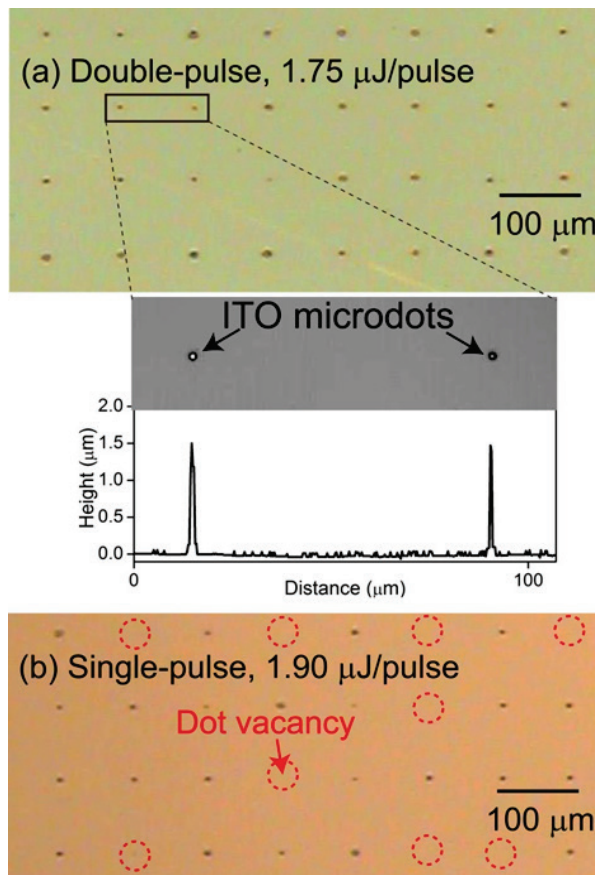 (a) Double-pulse, 1.75 μJ/pulse
100 μm
ITO microdots
2.0
1.5
1.0
0.5
0.0
Height (μm)
0
100
Distance (μm)
(b) Single-pulse, 1.90 μJ/pulse
Dot vacancy
100 μm